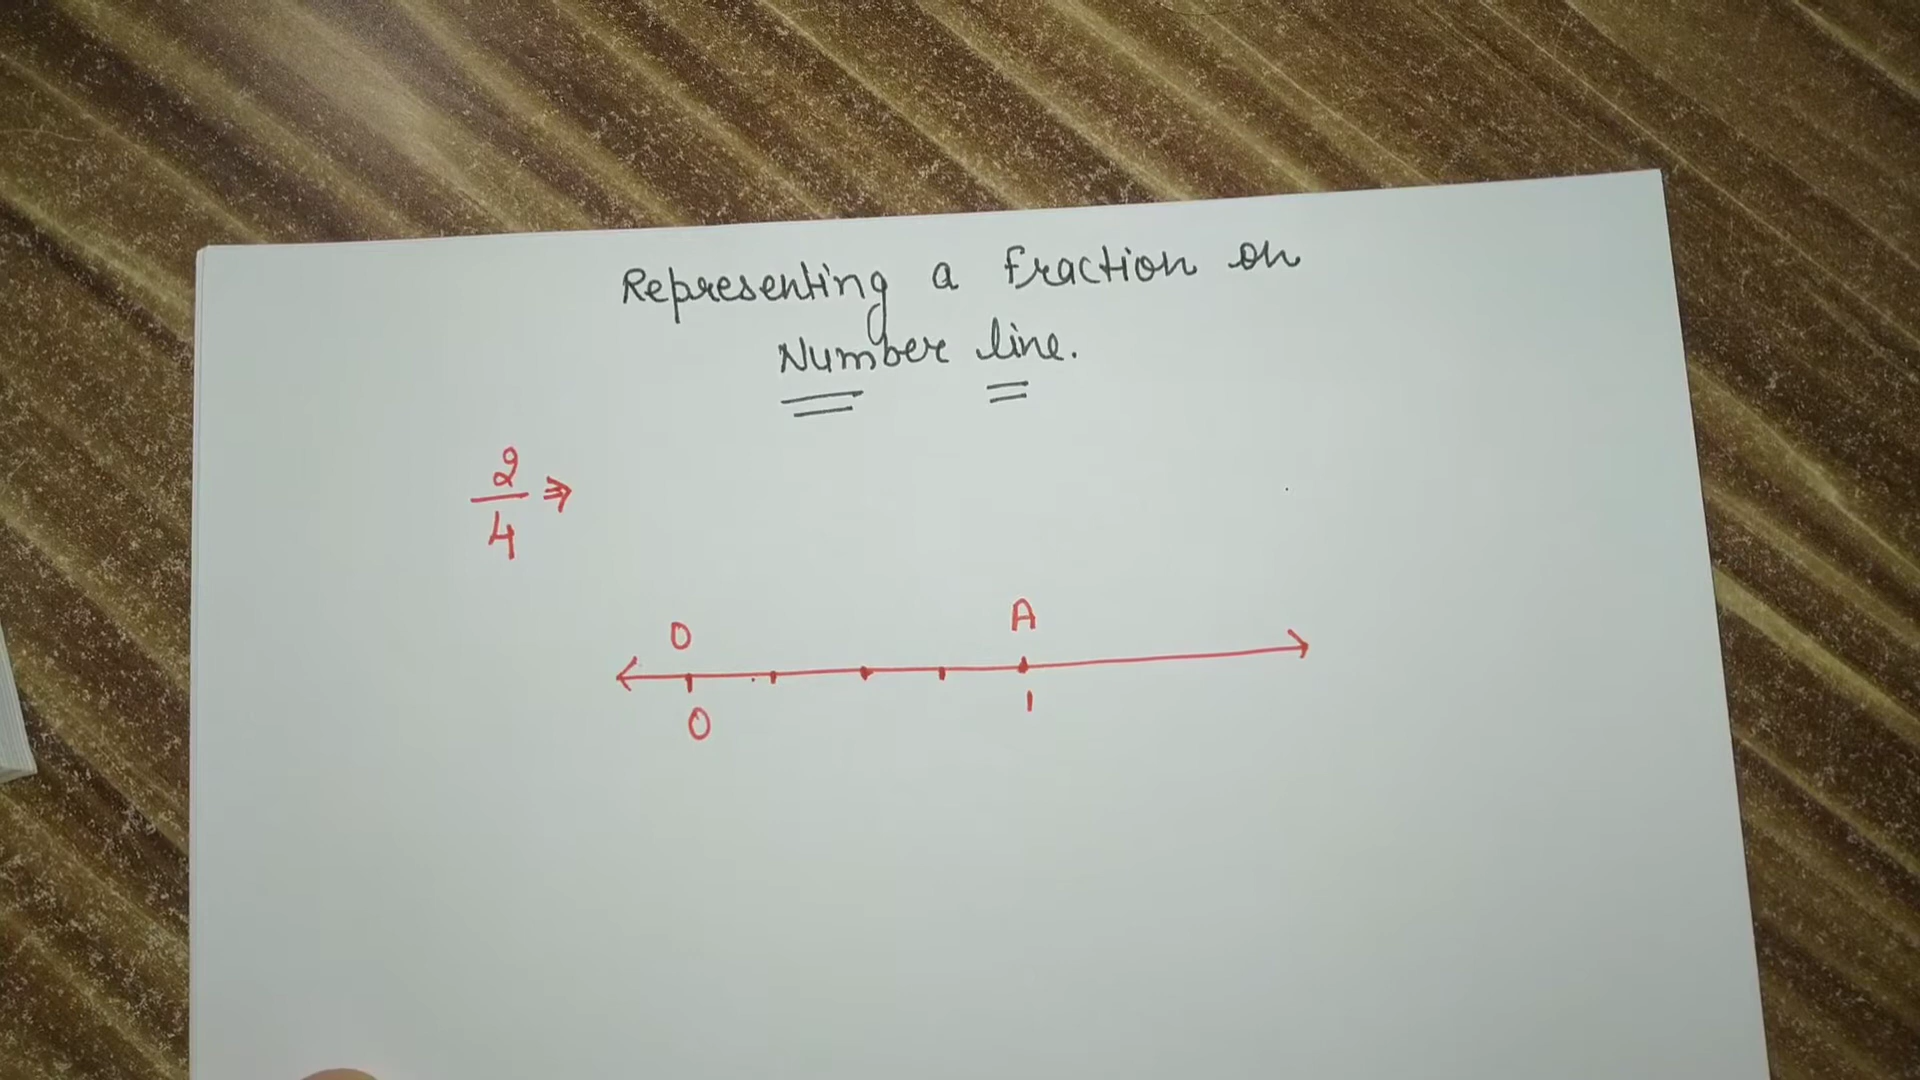 Representing a fraction on
Number line.
2
4 ⇒
O A
0 1